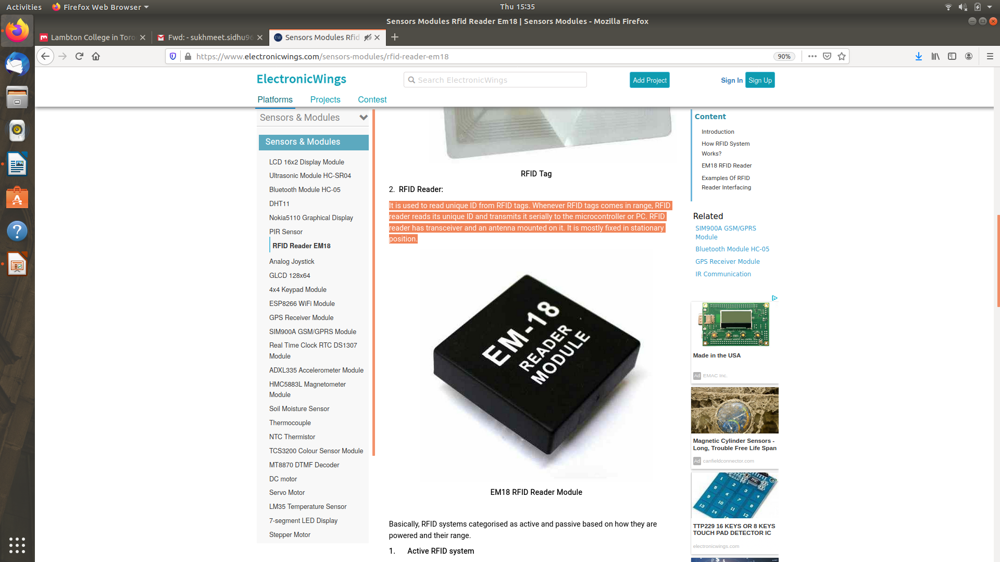 Activities
Firefox Web Browser
Thu 15:35
Sensors Modules Rfid Reader Em18 | Sensors Modules - Mozilla Firefox
Lambton College in Toro
Fwd: - sukhmeet.sidhu96
Sensors Modules Rfid
https://www.electronicwings.com/sensors-modules/rfid-reader-em18
90%
ElectronicWings
Search ElectronicWings
Add Project
Sign In
Sign Up
Platforms
Projects
Contest
Sensors & Modules
Sensors & Modules
LCD 16x2 Display Module
Ultrasonic Module HC-SR04
Bluetooth Module HC-05
DHT11
Nokia5110 Graphical Display
PIR Sensor
RFID Reader EM18
Analog Joystick
GLCD 128x64
4x4 Keypad Module
ESP8266 WiFi Module
GPS Receiver Module
SIM900A GSM/GPRS Module
Real Time Clock RTC DS1307
Module
ADXL335 Accelerometer Module
HMC5883L Magnetometer
Module
Soil Moisture Sensor
Thermocouple
NTC Thermistor
TCS3200 Colour Sensor Module
MT8870 DTMF Decoder
DC motor
Servo Motor
LM35 Temperature Sensor
7-segment LED Display
Stepper Motor
RFID Tag
2. RFID Reader:
It is used to read unique ID from RFID tags. Whenever RFID tags comes in range, RFID
reader reads its unique ID and transmits it serially to the microcontroller or PC. RFID
reader has transceiver and an antenna mounted on it. It is mostly fixed in stationary
position.
EM-18
READER
MODULE
EM18 RFID Reader Module
Basically, RFID systems categorised as active and passive based on how they are
powered and their range.
1. Active RFID system
Content
Introduction
How RFID System
Works?
EM18 RFID Reader
Examples Of RFID
Reader Interfacing
Related
SIM900A GSM/GPRS
Module
Bluetooth Module HC-05
GPS Receiver Module
IR Communication
Made in the USA
Ad EMAC Inc.
Magnetic Cylinder Sensors -
Long, Trouble Free Life Span
Ad canfieldconnector.com
TTP229 16 KEYS OR 8 KEYS
TOUCH PAD DETECTOR IC
electronicwings.com